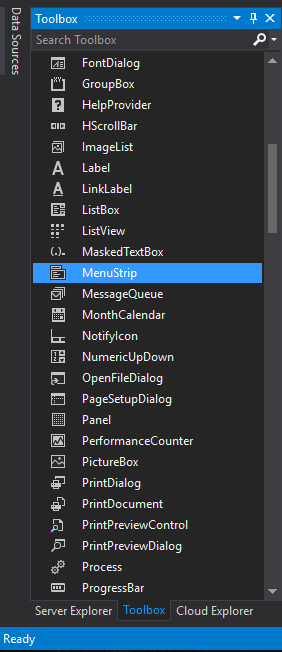 Data Sources
Toolbox
Search Toolbox
FontDialog
GroupBox
HelpProvider
HScrollBar
ImageList
Label
LinkLabel
ListBox
ListView
MaskedTextBox
MenuStrip
MessageQueue
MonthCalendar
NotifyIcon
NumericUpDown
OpenFileDialog
PageSetupDialog
Panel
PerformanceCounter
PictureBox
PrintDialog
PrintDocument
PrintPreviewControl
PrintPreviewDialog
Process
ProgressBar
Server Explorer Toolbox Cloud Explorer
Ready